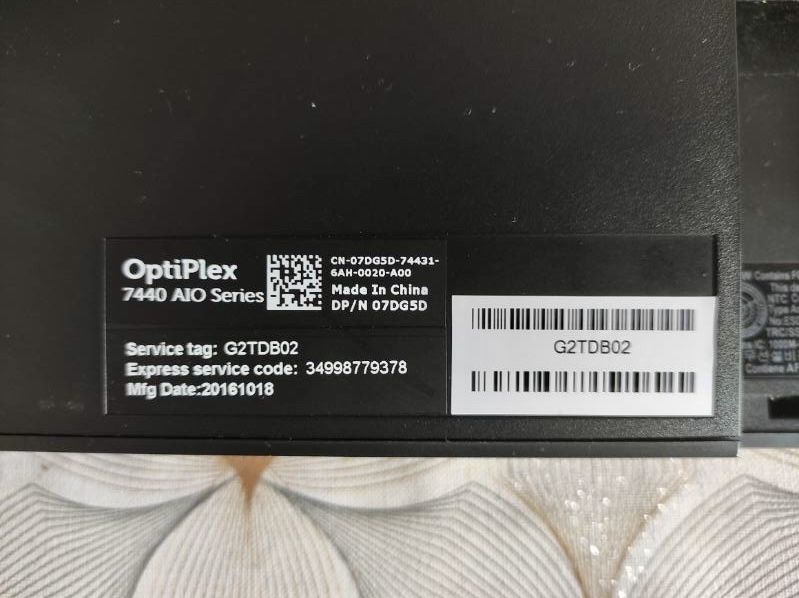 OptiPlex
7440 AIO Series
CN-07DG5D-74431-
6AH-0020-A00
Made In China
DP/N 07DG5D
Service tag: G2TDB02
Express service code: 34998779378
Mfg Date:20161018
G2TDB02
Contains